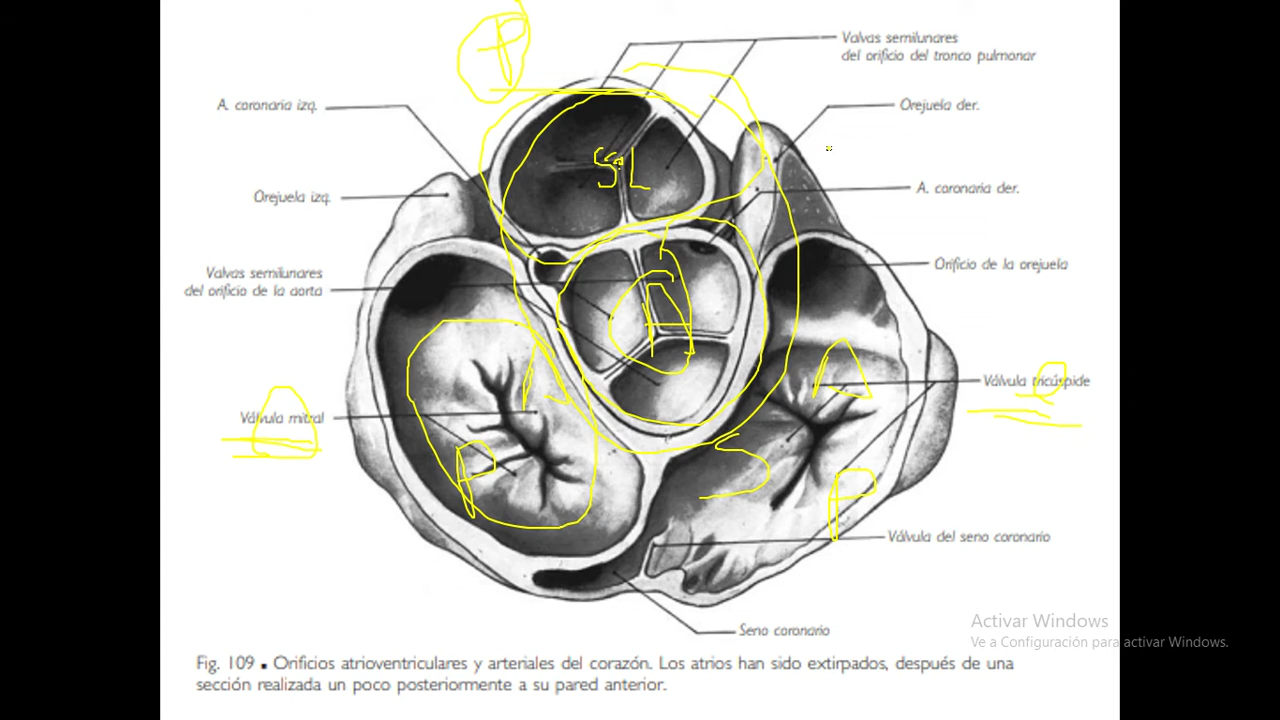 Valvas semilunares
del orificio del tronco pulmonar
A. coronaria izq.
Orejuela der.
Orejuela izq.
A. coronaria der.
Valvas semilunares
del orificio de la aorta
Orificio de la orejuela
Válvula mitral
Válvula tricúspide
Válvula del seno coronario
Seno coronario
P
SL
A
A
P
A
S
P
Activar Windows
Ve a Configuración para activar Windows.
Fig. 109 ▪ Orificios atrioventriculares y arteriales del corazón. Los atrios han sido extirpados, después de una
sección realizada un poco posteriormente a su pared anterior.